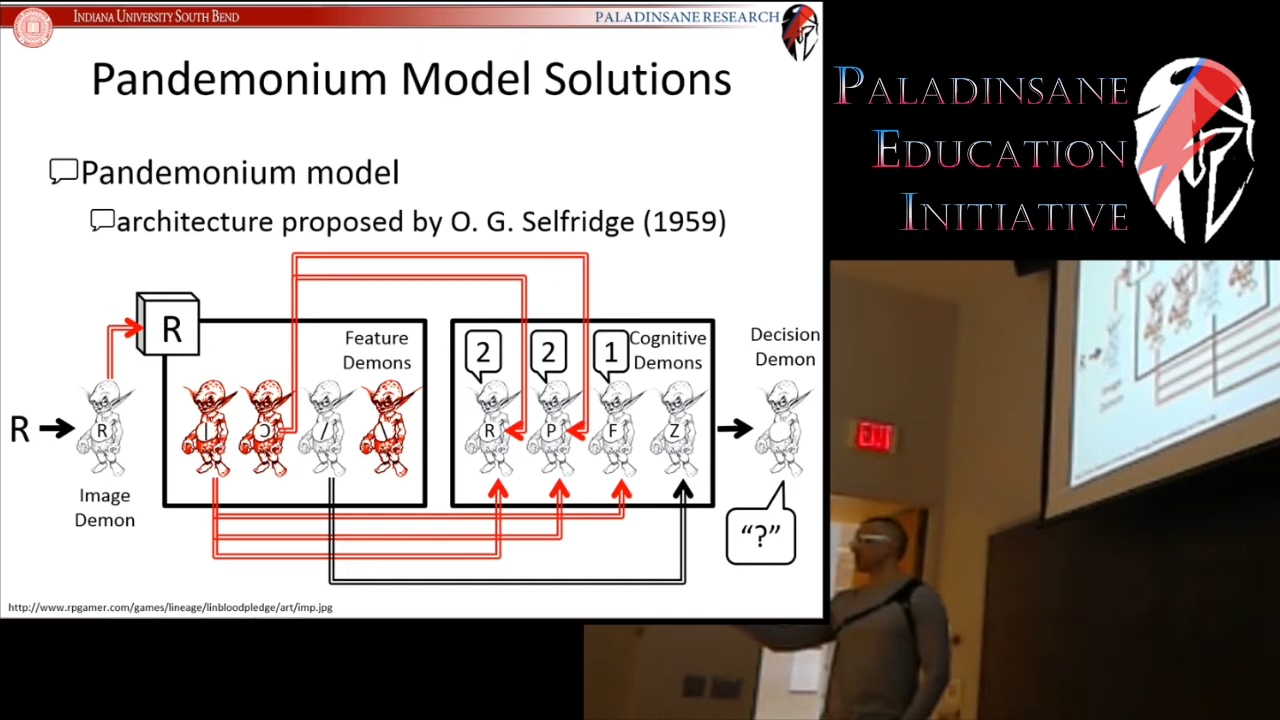 INDIANA UNIVERSITY SOUTH BEND
PALADINSANE RESEARCH
Pandemonium Model Solutions
Pandemonium model
architecture proposed by O. G. Selfridge (1959)
R
Feature
Demons
2
2
1
Cognitive
Demons
Decision
Demon
R
R
|
Ɔ
/
\
R
P
F
Z
Image
Demon
“?”
http://www.rpgamer.com/games/lineage/linbloodpledge/art/imp.jpg
PALADINSANE
EDUCATION
INITIATIVE
EXIT